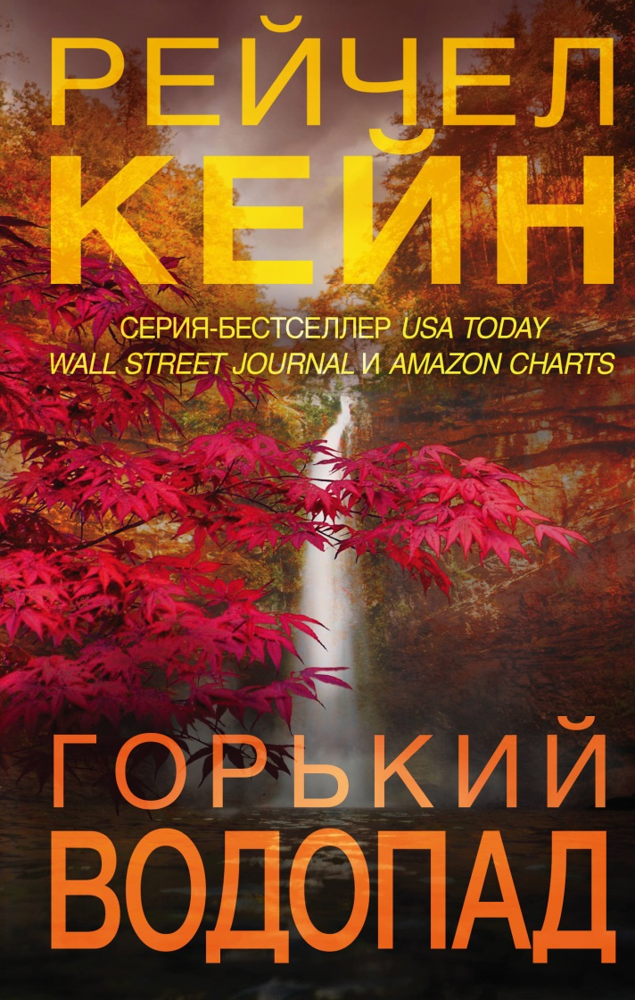 РЕЙЧЕЛ
КЕЙН
СЕРИЯ-БЕСТСЕЛЛЕР USA TODAY
WALL STREET JOURNAL И AMAZON CHARTS
ГОРЬКИЙ
ВОДОПАД